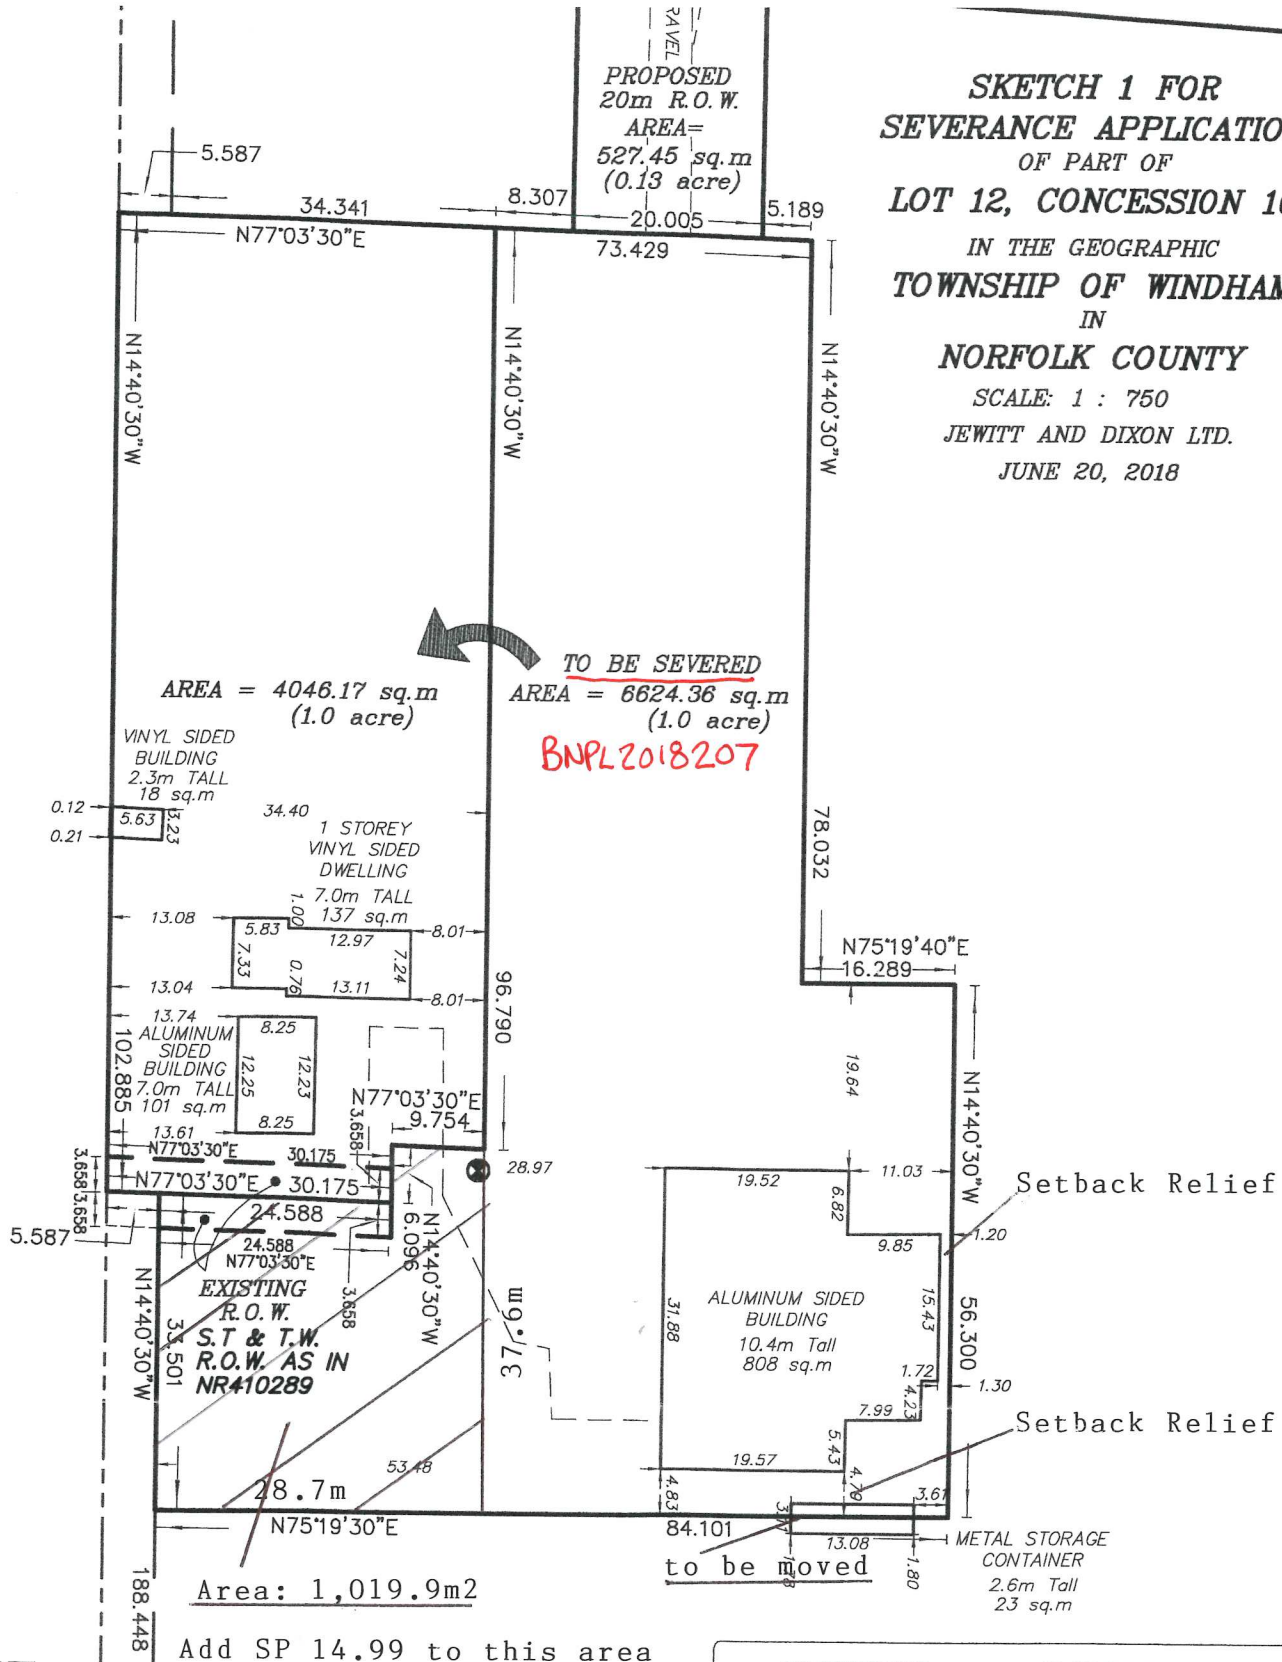 RAVEL
PROPOSED
20m R.O.W.
AREA=
527.45 sq.m
(0.13 acre)
SKETCH 1 FOR
SEVERANCE APPLICATIO
OF PART OF
LOT 12, CONCESSION
IN THE GEOGRAPHIC
TOWNSHIP OF WINDHAM
IN
NORFOLK COUNTY
SCALE: 1 : 750
JEWITT AND DIXON LTD.
JUNE 20, 2018
5.587
34.341
8.307
20.005
5.189
N77°03'30"E
73.429
N14°40'30"W
N14°40'30"W
N14°40'30"W
TO BE SEVERED
AREA = 6624.36 sq.m
(1.0 acre)
BNPL2018207
AREA = 4046.17 sq.m
(1.0 acre)
VINYL SIDED
BUILDING
2.3m TALL
18 sq.m
0.12
5.63
3.23
0.21
34.40
1 STOREY
VINYL SIDED
DWELLING
7.0m TALL
137 sq.m
78.032
13.08
5.83
1.00
12.97
8.01
7.33
0.76
7.24
13.04
13.11
8.01
96.790
N75°19'40"E
16.289
13.74
8.25
ALUMINUM
SIDED
BUILDING
7.0m TALL
101 sq.m
12.25
12.23
8.25
13.61
102.885
19.64
N14°40'30"W
N77°03'30"E
9.754
3.658
N77°03'30"E
30.175
N77°03'30"E
30.175
3.658
3.658
28.97
5.587
24.588
24.588
N77°03'30"E
3.658
6.096
N14°40'30"W
EXISTING
R.O.W.
S.T & T.W.
R.O.W. AS IN
NR410289
N14°40'30"W
33.501
37.6m
19.52
11.03
6.82
9.85
1.20
Setback Relief
31.88
ALUMINUM SIDED
BUILDING
10.4m Tall
808 sq.m
15.43
56.300
1.72
1.30
4.23
7.99
Setback Relief
5.43
19.57
4.83
4.79
3.61
53.48
28.7m
N75°19'30"E
84.101
13.08
1.80
METAL STORAGE
CONTAINER
2.6m Tall
23 sq.m
to be moved
188.448
Area: 1,019.9m2
Add SP 14.99 to this area